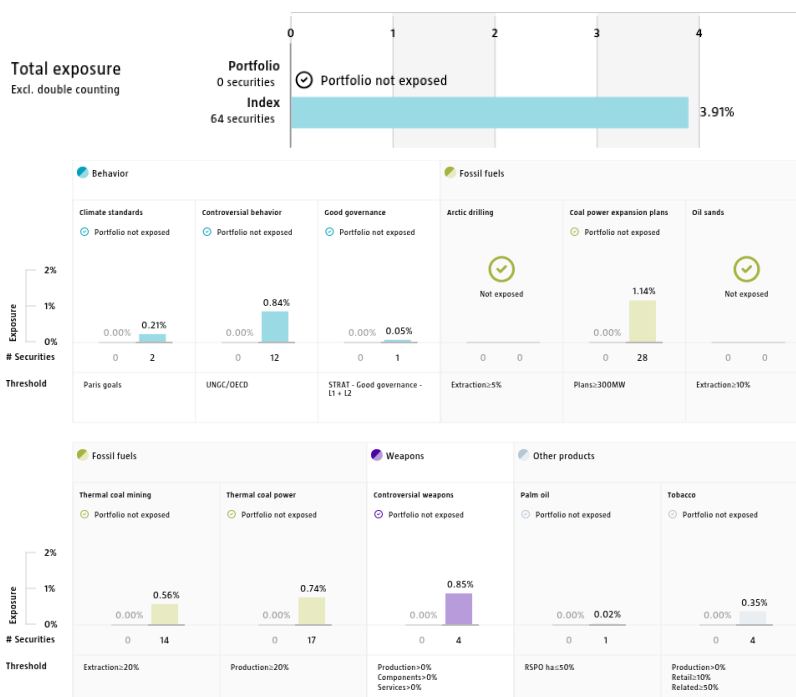 0 1 2 3 4
Total exposure
Excl. double counting
Portfolio
0 securities
Portfolio not exposed
Index
64 securities
3.91%
Behavior
Fossil fuels
Climate standards
Controversial behavior
Good governance
Arctic drilling
Coal power expansion plans
Oil sands
Portfolio not exposed
Portfolio not exposed
Portfolio not exposed
Portfolio not exposed
Not exposed
Not exposed
Exposure
2%
1%
0%
0.00% 0.21%
0.00% 0.84%
0.00% 0.05%
0.00% 1.14%
# Securities
0 2
0 12
0 1
0 0
0 28
0 0
Threshold
Paris goals
UNGC/OECD
STRAT - Good governance -
L1 + L2
Extraction≥5%
Plans≥300MW
Extraction≥10%
Fossil fuels
Weapons
Other products
Thermal coal mining
Thermal coal power
Controversial weapons
Palm oil
Tobacco
Portfolio not exposed
Portfolio not exposed
Portfolio not exposed
Portfolio not exposed
Portfolio not exposed
Exposure
2%
1%
0%
0.00% 0.56%
0.00% 0.74%
0.00% 0.85%
0.00% 0.02%
0.00% 0.35%
# Securities
0 14
0 17
0 4
0 1
0 4
Threshold
Extraction≥20%
Production≥20%
Production>0%
Components>0%
Services>0%
RSPO ha≤50%
Production>0%
Retail≥10%
Related≥50%